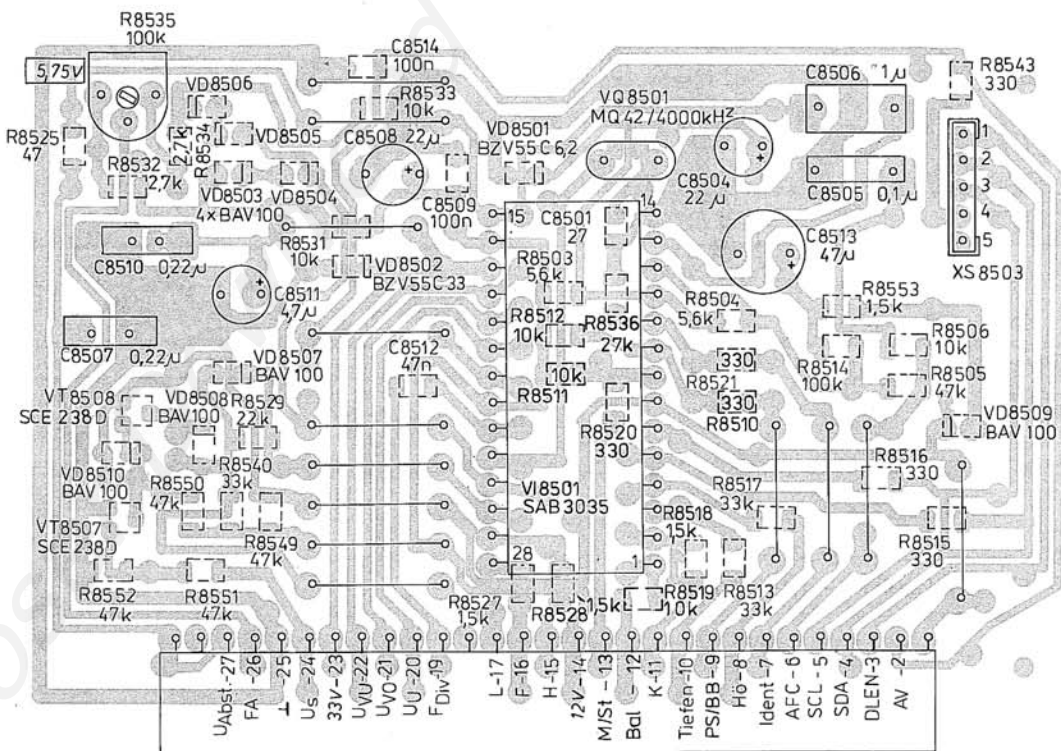 R8535
100k
5,75V
VD8506
C8514
100n
R8533
10k
R8525
47
2,7k
R8534
VD8505
C8508 22µ
VD8501
BZV55C6,2
VQ8501
MQ42/4000kHz
C8506 1µ
R8543
330
R8532
2,7k
VD8503
VD8504
4xBAV100
C8509
100n
C8504
22µ
C8505 0,1µ
1
2
3
4
5
XS8503
15
14
C8501
27
C8510 0,22µ
R8531
10k
VD8502
BZV55C33
R8503
5,6k
C8513
47µ
C8511
4,7µ
R8512
10k
R8536
27k
R8504
5,6k
R8553
1,5k
R8506
10k
C8507 0,22µ
VD8507
BAV100
C8512
47n
10k
R8511
330
R8521
330
R8510
R8514
100k
R8505
47k
VT8508
SCE238D
VD8508
BAV100
R8529
22k
R8520
330
VD8509
BAV100
VD8510
BAV100
R8540
33k
R8550
47k
VI8501
SAB3035
R8517
33k
R8516
330
VT8507
SCE238D
R8549
47k
R8518
1,5k
28
1
R8515
330
R8552
47k
R8551
47k
R8527
1,5k
R8528
1,5k
R8519
10k
R8513
33k
UAbst.-27
FA-26
⊥-25
Us-24
33V-23
UVU-22
UVO-21
UU-20
FDiv-19
L-17
F-16
H-15
12V-14
M/St-13
Bal-12
K-11
Tiefen-10
PS/BB-9
Hö-8
Ident-7
AFC-6
SCL-5
SDA-4
DLEN-3
AV-2